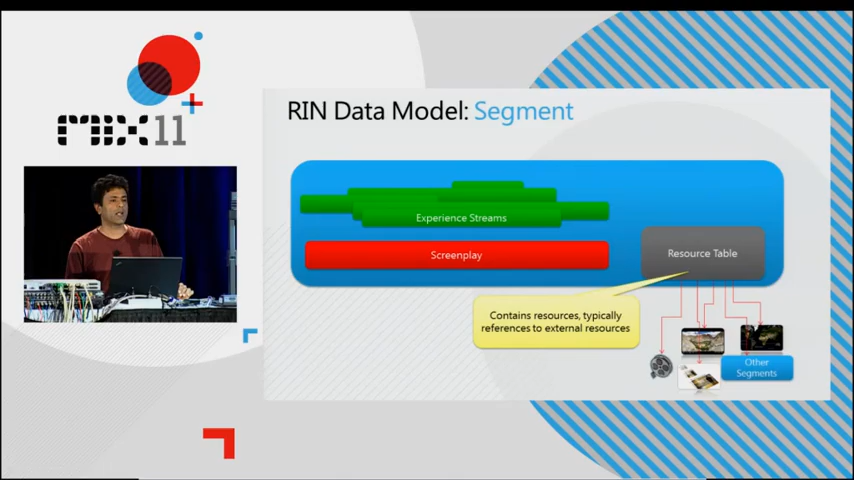 MIX11
RIN Data Model: Segment
Experience Streams
Screenplay
Resource Table
Contains resources, typically
references to external resources
Other
Segments